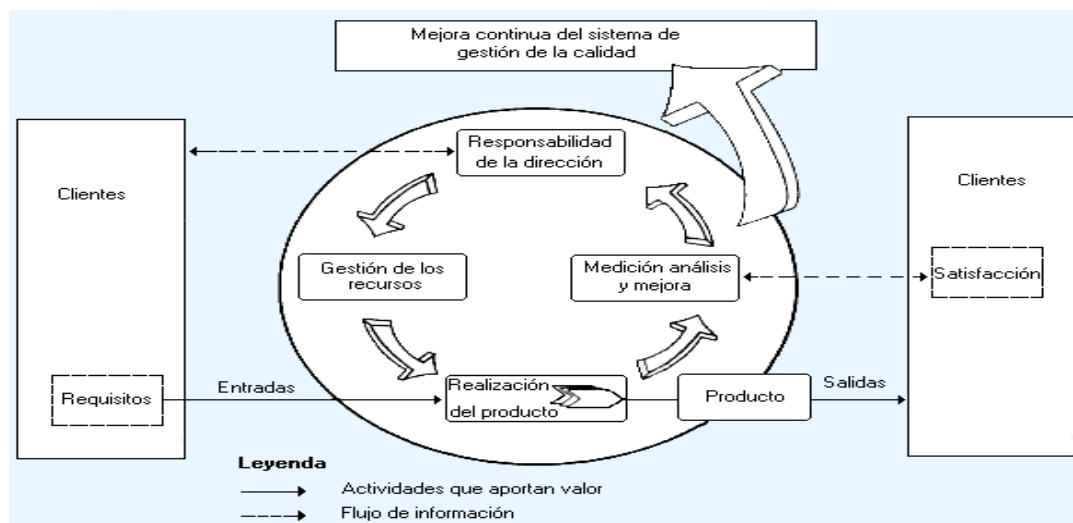 Mejora continua del sistema de
gestión de la calidad
Responsabilidad
de la dirección
Clientes
Clientes
Gestión de los
recursos
Medición análisis
y mejora
Satisfacción
Requisitos
Entradas
Realización
del producto
Producto
Salidas
Leyenda
Actividades que aportan valor
Flujo de información